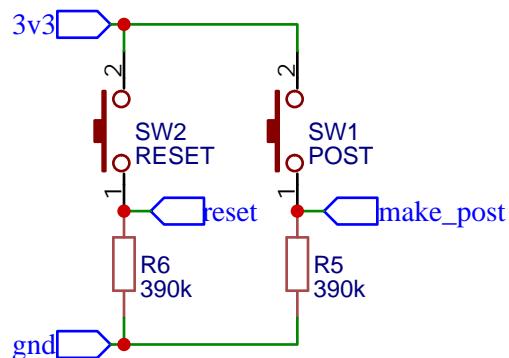 3v3
2
2
SW2
RESET
SW1
POST
1
1
reset
make_post
R6
390k
R5
390k
gnd